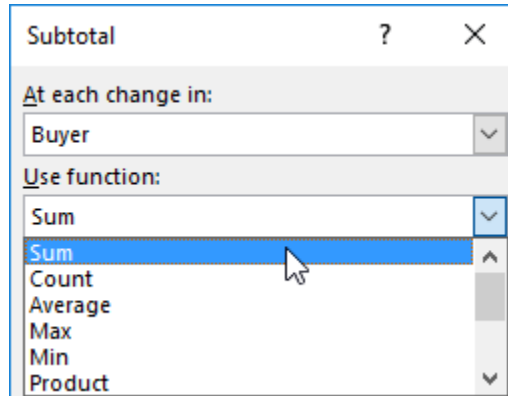 Subtotal ?
At each change in:
Buyer
Use function:
Sum
Sum
Count
Average
Max
Min
Product